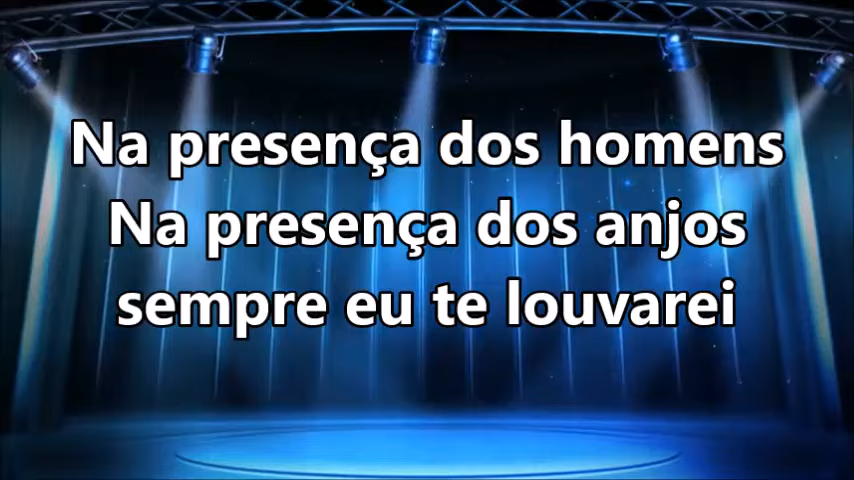 Na presença dos homens
Na presença dos anjos
sempre eu te louvarei